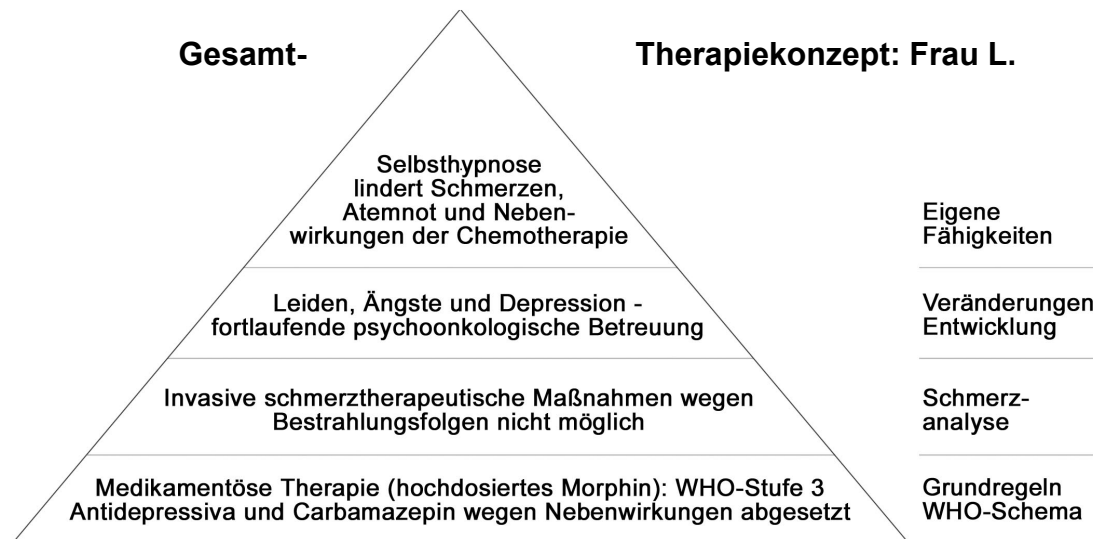 Gesamt- Therapiekonzept: Frau L.
Selbsthypnose
lindert Schmerzen,
Atemnot und Neben-
wirkungen der Chemotherapie
Eigene
Fähigkeiten
Leiden, Ängste und Depression -
fortlaufende psychoonkologische Betreuung
Veränderungen
Entwicklung
Invasive schmerztherapeutische Maßnahmen wegen
Bestrahlungsfolgen nicht möglich
Schmerz-
analyse
Medikamentöse Therapie (hochdosiertes Morphin): WHO-Stufe 3
Antidepressiva und Carbamazepin wegen Nebenwirkungen abgesetzt
Grundregeln
WHO-Schema